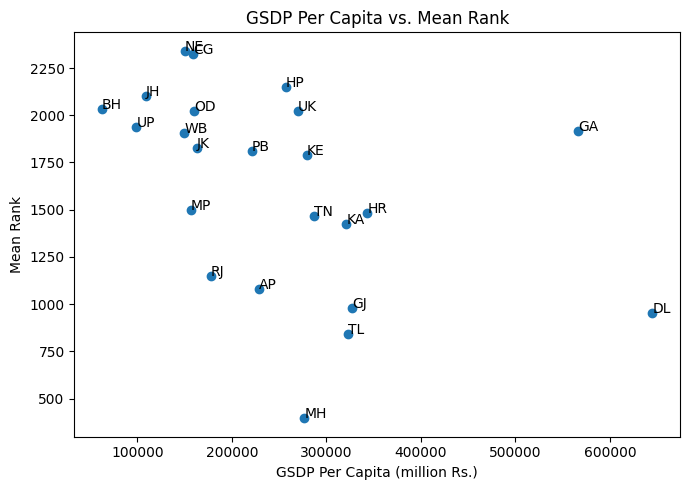 GSDP Per Capita vs. Mean Rank
NE
CG
HP
JH
BH
OD
UK
UP
WB
GA
JK
PB
KE
MP
TN
HR
KA
RJ
AP
GJ
DL
TL
MH
2250
2000
1750
1500
1250
1000
750
500
Mean Rank
100000 200000 300000 400000 500000 600000
GSDP Per Capita (million Rs.)